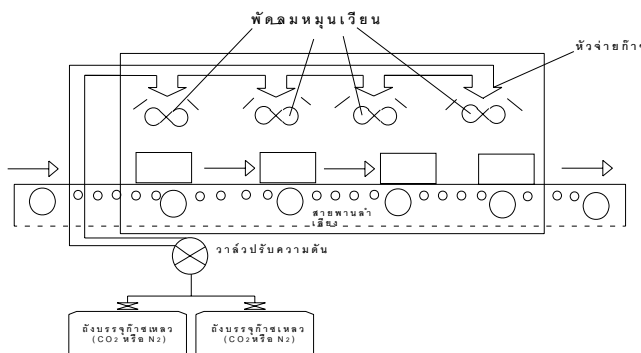 พัดลมหมุนเวียน
หัวจ่ายก๊าซ
สายพานลำ
เลียง
วาล์วปรับความดัน
ถังบรรจุก๊าซเหลว
(CO2 หรือ N2)
ถังบรรจุก๊าซเหลว
(CO2 หรือ N2)